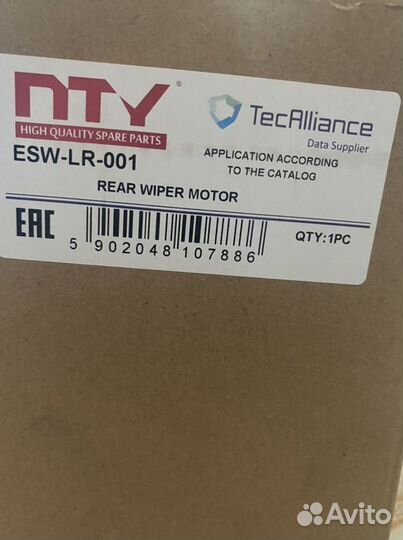 NTY ®
HIGH QUALITY SPARE PARTS
TecAlliance
Data Supplier
ESW-LR-001
APPLICATION ACCORDING
TO THE CATALOG
REAR WIPER MOTOR
EAC
5 902048 107886
QTY:1PC
Avito